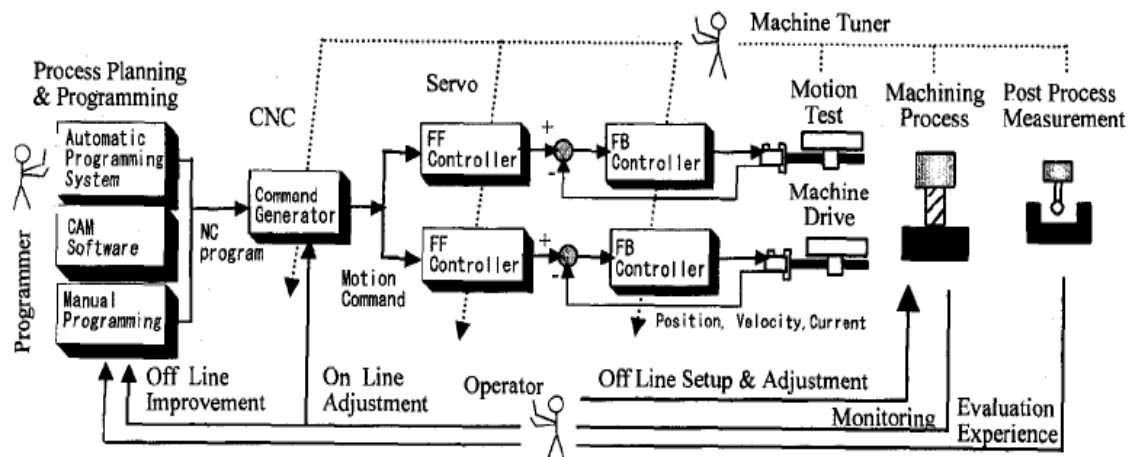 Machine Tuner
Process Planning
& Programming
CNC
Servo
Motion
Test
Machining
Process
Post Process
Measurement
Programmer
Automatic
Programming
System
CAM
Software
Manual
Programming
NC
program
Command
Generator
Motion
Command
FF
Controller
+
-
FB
Controller
FF
Controller
+
-
FB
Controller
Machine
Drive
Position, Velocity, Current
Off Line
Improvement
On Line
Adjustment
Operator
Off Line Setup & Adjustment
Monitoring
Evaluation
Experience